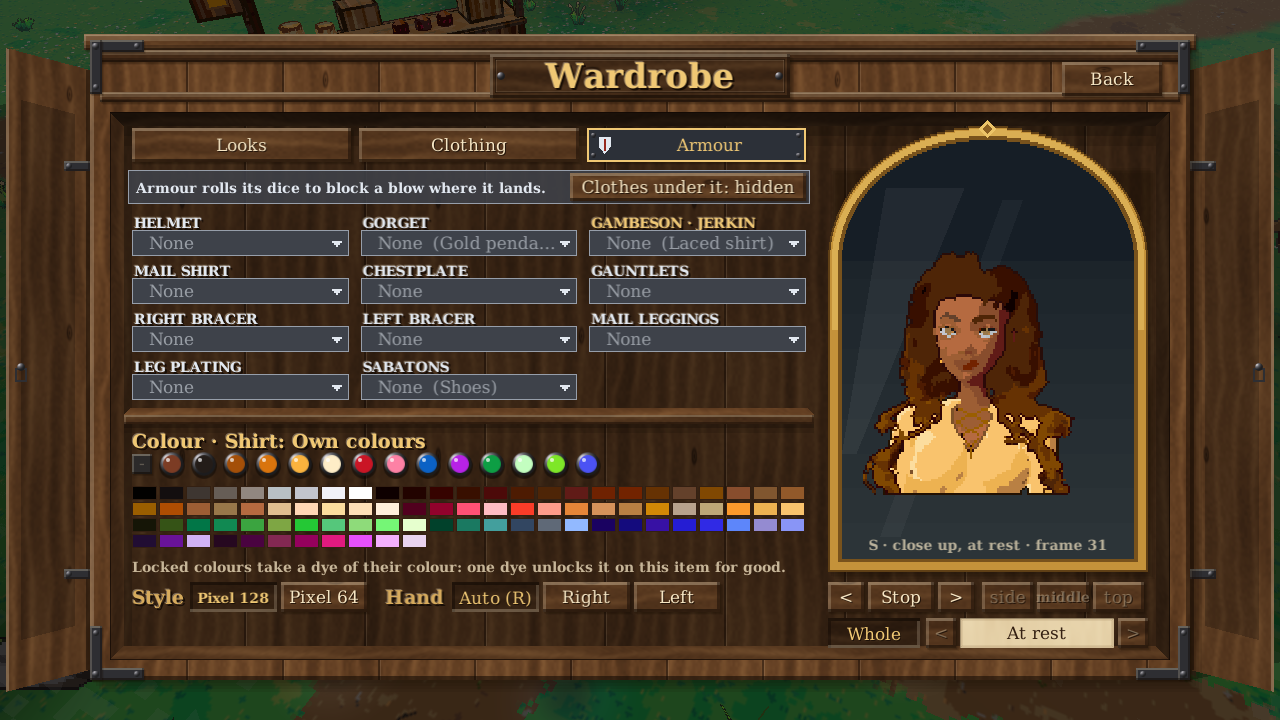 Wardrobe
Back
Looks
Clothing
Armour
Armour rolls its dice to block a blow where it lands.
Clothes under it: hidden
HELMET
GORGET
GAMBESON · JERKIN
None
None (Gold penda...
None (Laced shirt)
MAIL SHIRT
CHESTPLATE
GAUNTLETS
None
None
None
RIGHT BRACER
LEFT BRACER
MAIL LEGGINGS
None
None
None
LEG PLATING
SABATONS
None
None (Shoes)
Colour · Shirt: Own colours
Locked colours take a dye of their colour: one dye unlocks it on this item for good.
Style
Pixel 128
Pixel 64
Hand
Auto (R)
Right
Left
S · close up, at rest · frame 31
<
Stop
>
side
middle
top
Whole
<
At rest
>